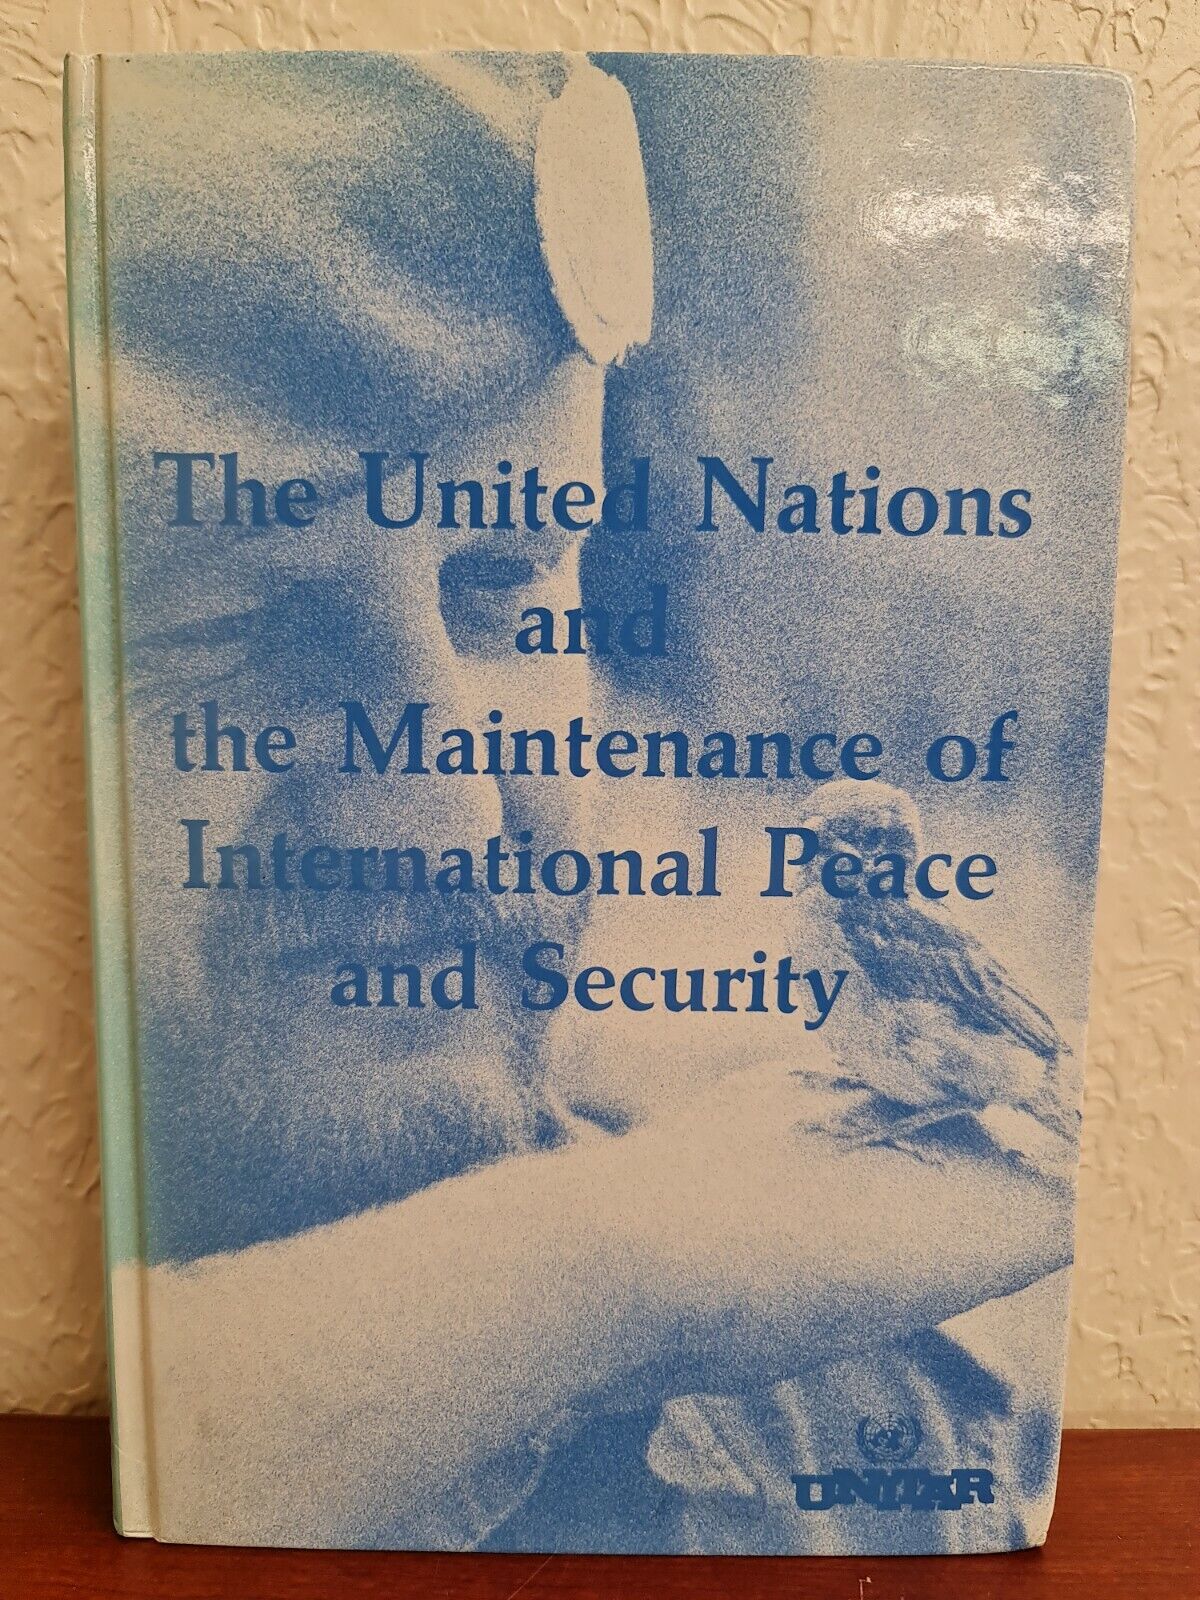 The United Nations
and
the Maintenance of
International Peace
and Security
UNITAR